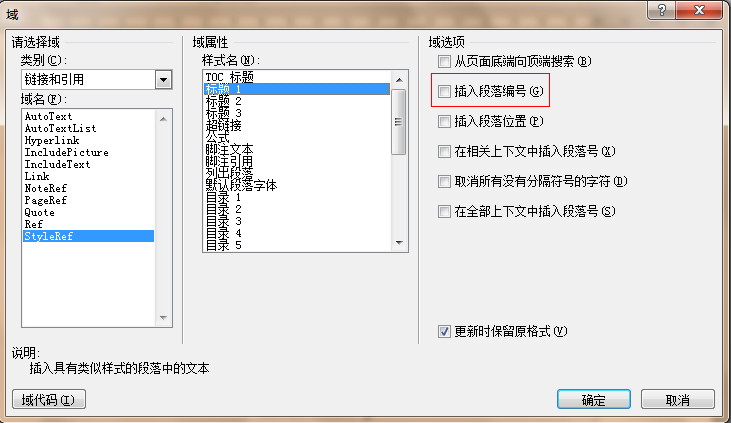 域
?
请选择域
类别(C):
链接和引用
域名(F):
AutoText
AutoTextList
Hyperlink
IncludePicture
IncludeText
Link
NoteRef
PageRef
Quote
Ref
StyleRef
域属性
样式名(N):
TOC 标题
标题 1
标题 2
标题 3
超链接
公式
脚注文本
脚注引用
列出段落
默认段落字体
目录 1
目录 2
目录 3
目录 4
目录 5
域选项
从页面底端向顶端搜索(B)
插入段落编号(G)
插入段落位置(P)
在相关上下文中插入段落号(X)
取消所有没有分隔符号的字符(D)
在全部上下文中插入段落号(S)
更新时保留原格式(V)
说明:
插入具有类似样式的段落中的文本
域代码(I)
确定
取消